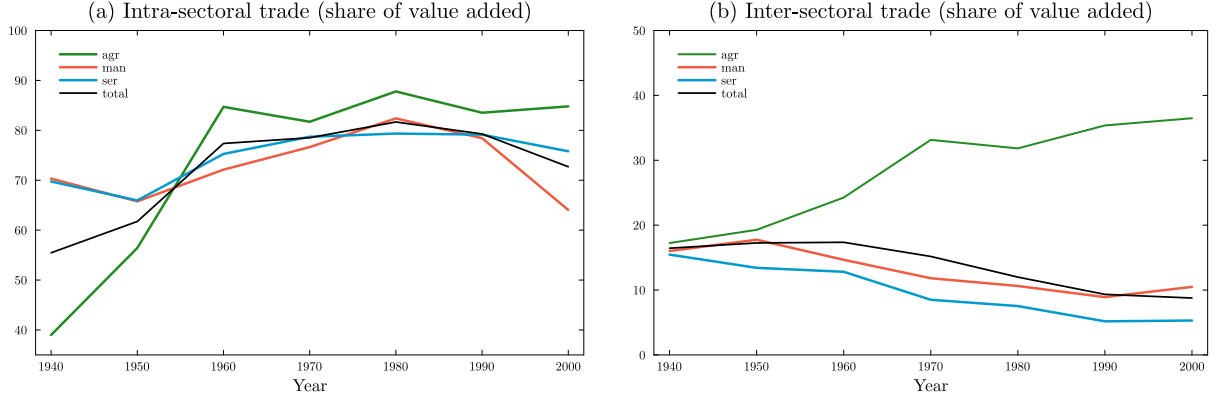 (a) Intra-sectoral trade (share of value added)
100
90
80
70
60
50
40
agr
man
ser
total
1940 1950 1960 1970 1980 1990 2000
Year
(b) Inter-sectoral trade (share of value added)
50
40
30
20
10
0
agr
man
ser
total
1940 1950 1960 1970 1980 1990 2000
Year